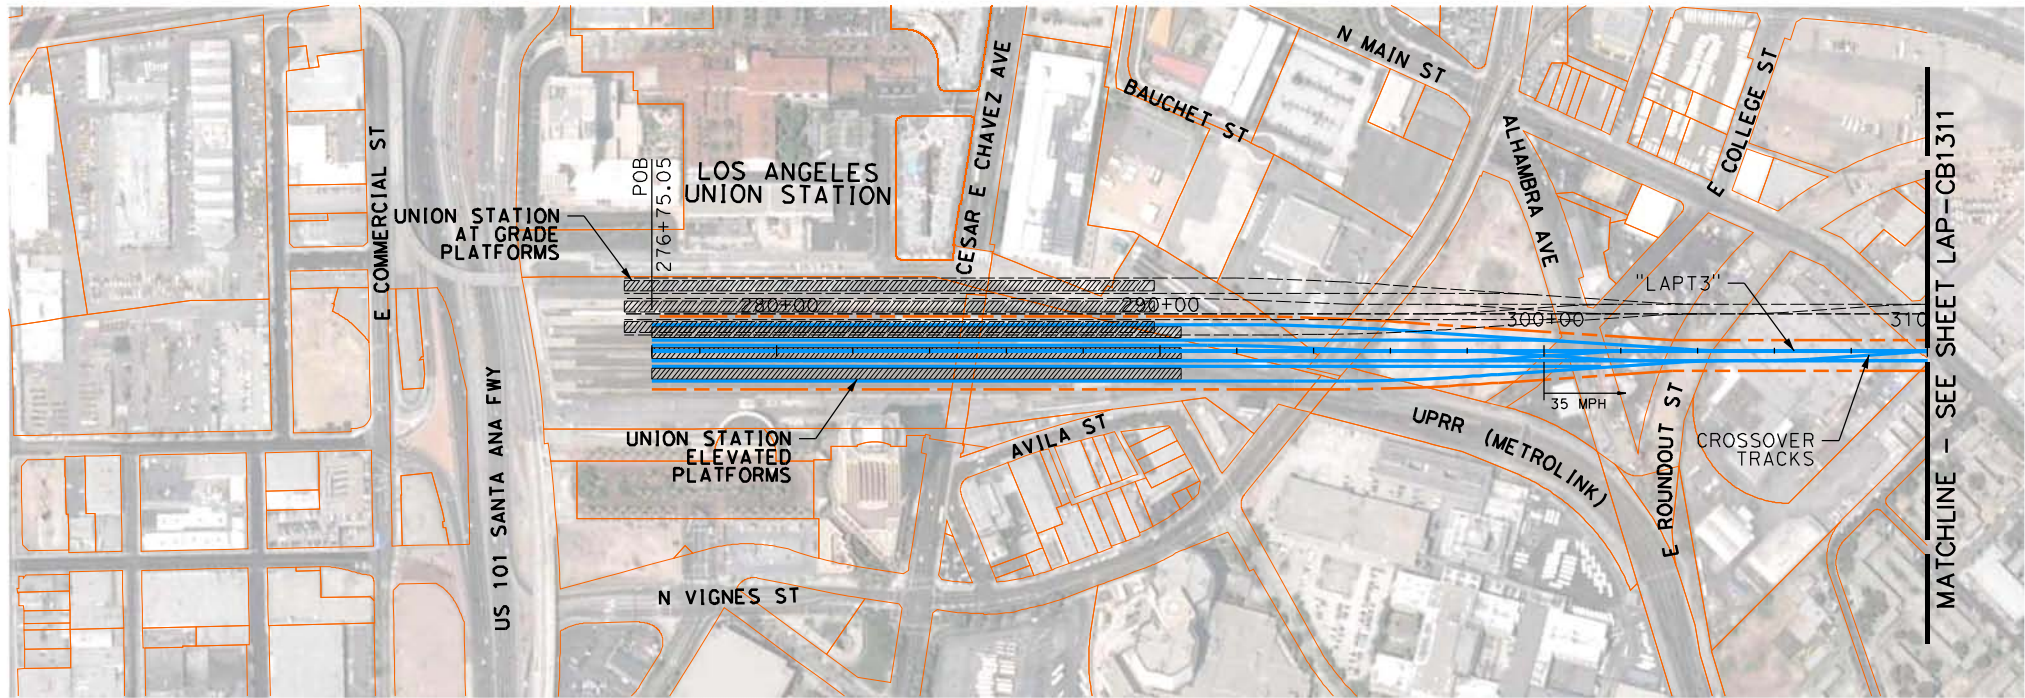 N MAIN ST
BAUCHET ST
E COLLEGE ST
CESAR E CHAVEZ AVE
ALHAMBRA AVE
E COMMERCIAL ST
POB
276+75.05
LOS ANGELES
UNION STATION
UNION STATION
AT GRADE
PLATFORMS
"LAPT3"
280+00
290+00
300+00
310
35 MPH
MATCHLINE - SEE SHEET LAP-CB1311
US 101 SANTA ANA FWY
UNION STATION
ELEVATED
PLATFORMS
AVILA ST
UPRR (METROLINK)
E ROUNDOUT ST
CROSSOVER
TRACKS
N VIGNES ST